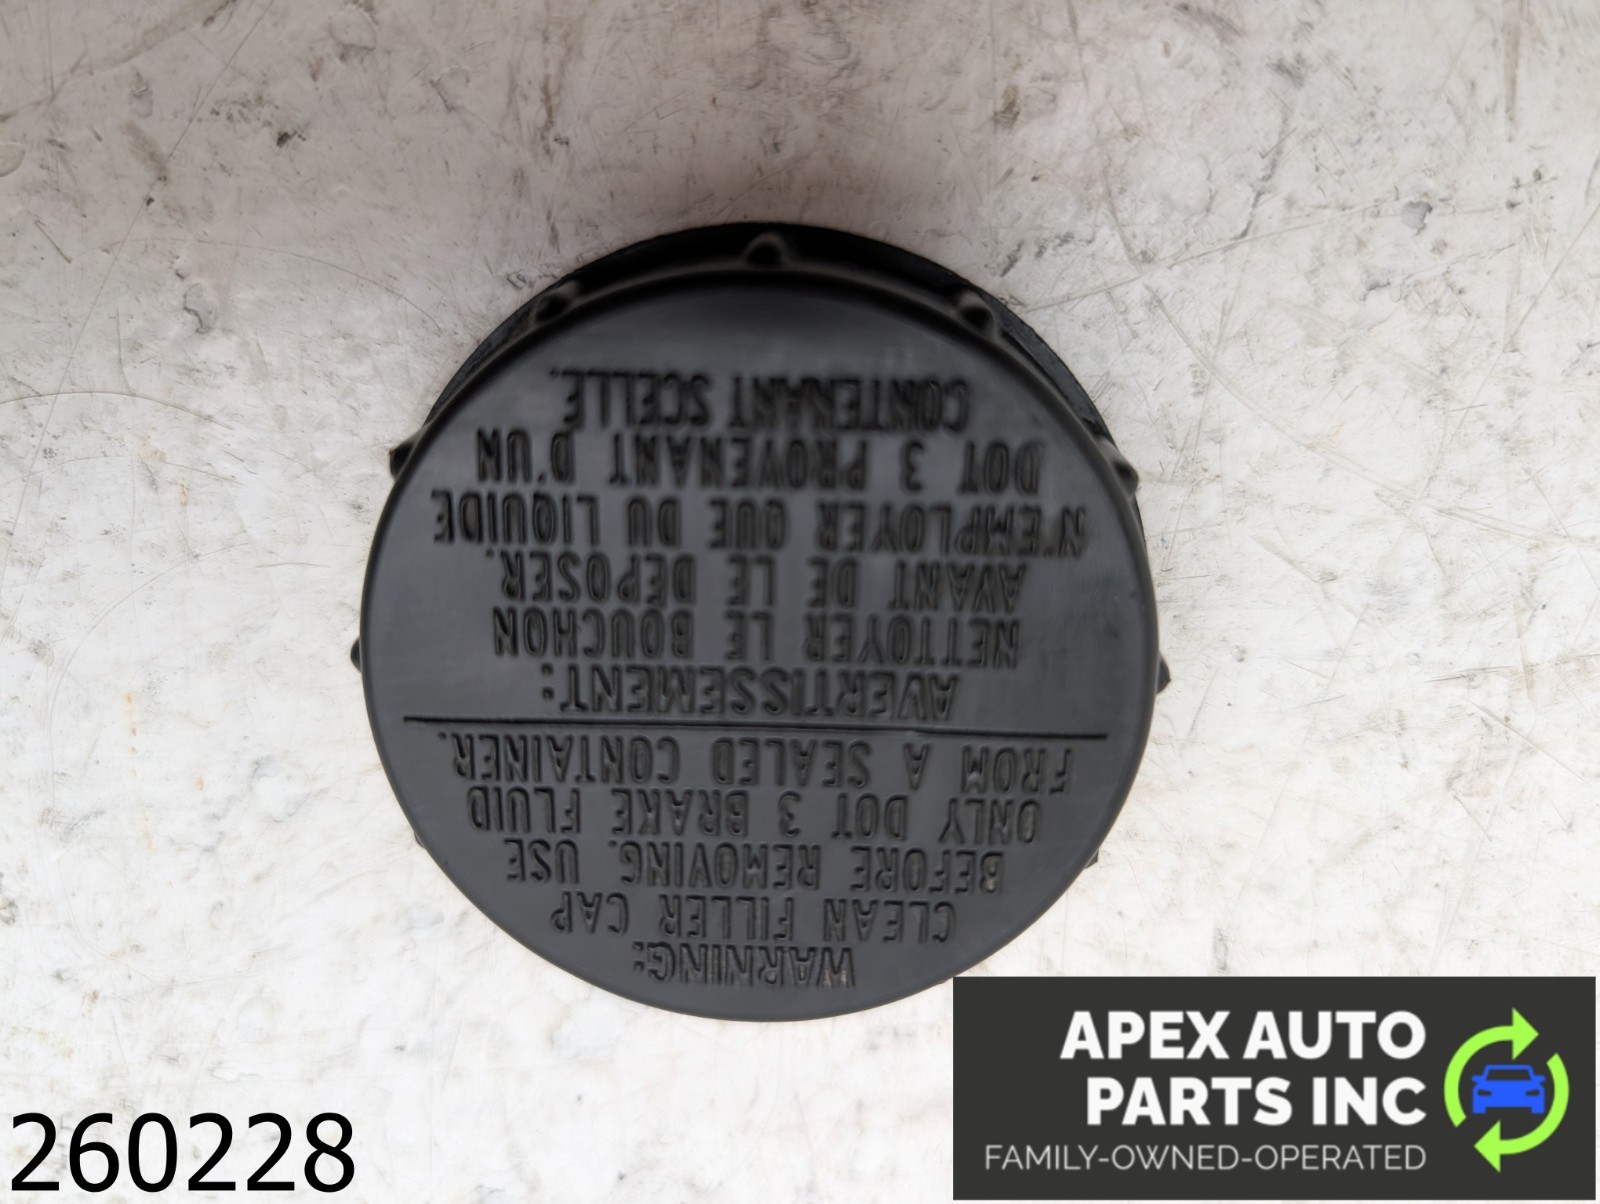 WARNING:
CLEAN FILLER CAP
BEFORE REMOVING. USE
ONLY DOT 3 BRAKE FLUID
FROM A SEALED CONTAINER.
AVERTISSEMENT:
NETTOYER LE BOUCHON
AVANT DE LE DEPOSER.
N'EMPLOYER QUE DU LIQUIDE
DOT 3 PROVENANT D'UN
CONTENANT SCELLE.
260228
APEX AUTO
PARTS INC
FAMILY-OWNED-OPERATED